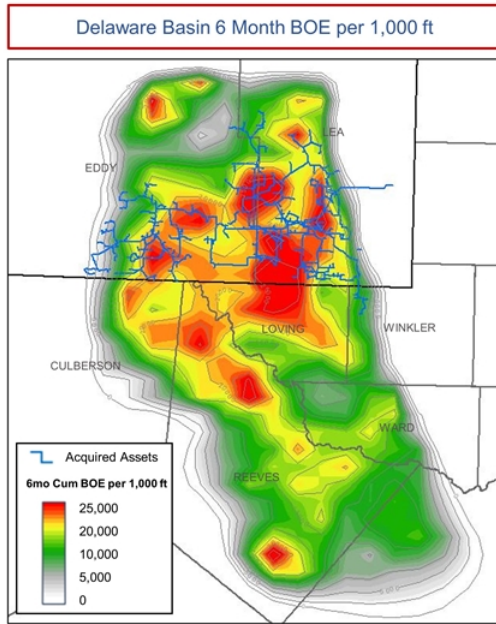 Delaware Basin 6 Month BOE per 1,000 ft
LEA
EDDY
LOVING
WINKLER
CULBERSON
WARD
REEVES
Acquired Assets
6mo Cum BOE per 1,000 ft
25,000
20,000
10,000
5,000
0